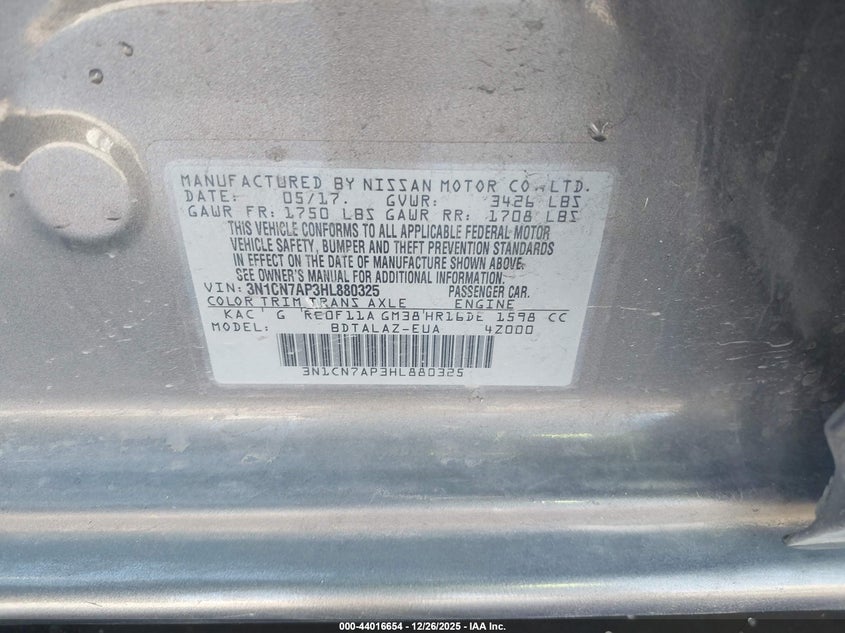 MANUFACTURED BY NISSAN MOTOR CO.,LTD.
DATE: 05/17. GVWR: 3426 LBS
GAWR FR: 1750 LBS GAWR RR: 1708 LBS
THIS VEHICLE CONFORMS TO ALL APPLICABLE FEDERAL MOTOR
VEHICLE SAFETY, BUMPER AND THEFT PREVENTION STANDARDS
IN EFFECT ON THE DATE OF MANUFACTURE SHOWN ABOVE.
SEE OWNER'S MANUAL FOR ADDITIONAL INFORMATION.
VIN: 3N1CN7AP3HL880325 PASSENGER CAR.
COLOR TRIM TRANS AXLE ENGINE
KAC G RE0F11A GM38 HR16DE 1598 CC
MODEL: BDTALAZ-EUA 4Z000
3N1CN7AP3HL880325
000-44016654 - 12/26/2025 - IAA Inc.